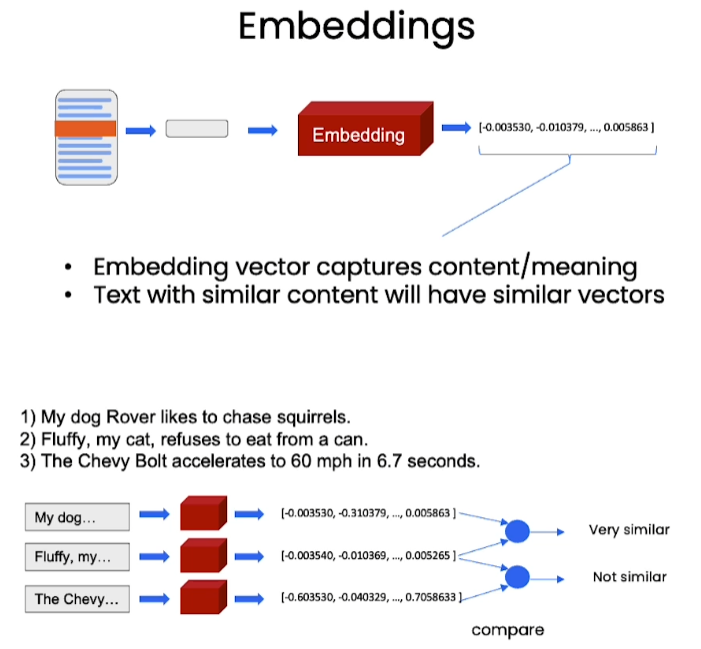 Embeddings
Embedding
[-0.003530, -0.010379, ..., 0.005863 ]
• Embedding vector captures content/meaning
• Text with similar content will have similar vectors
1) My dog Rover likes to chase squirrels.
2) Fluffy, my cat, refuses to eat from a can.
3) The Chevy Bolt accelerates to 60 mph in 6.7 seconds.
My dog... [-0.003530, -0.310379, ..., 0.005863 ]
Very similar
Fluffy, my... [-0.003540, -0.010369, ..., 0.005265 ]
Not similar
The Chevy... [-0.603530, -0.040329, ..., 0.7058633 ]
compare